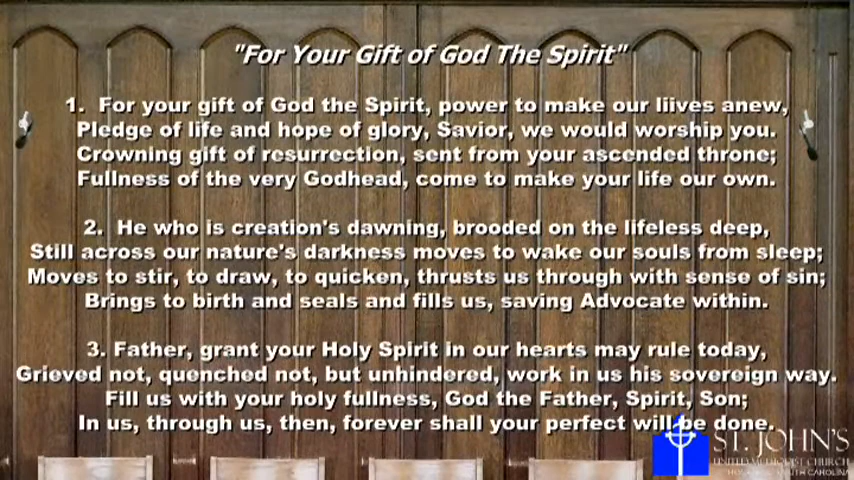 "For Your Gift of God The Spirit"
1. For your gift of God the Spirit, power to make our liives anew,
Pledge of life and hope of glory, Savior, we would worship you.
Crowning gift of resurrection, sent from your ascended throne;
Fullness of the very Godhead, come to make your life our own.
2. He who is creation's dawning, brooded on the lifeless deep,
Still across our nature's darkness moves to wake our souls from sleep;
Moves to stir, to draw, to quicken, thrusts us through with sense of sin;
Brings to birth and seals and fills us, saving Advocate within.
3. Father, grant your Holy Spirit in our hearts may rule today,
Grieved not, quenched not, but unhindered, work in us his sovereign way.
Fill us with your holy fullness, God the Father, Spirit, Son;
In us, through us, then, forever shall your perfect will be done.
ST. JOHN'S
UNITED METHODIST CHURCH
SOUTH CAROLINA